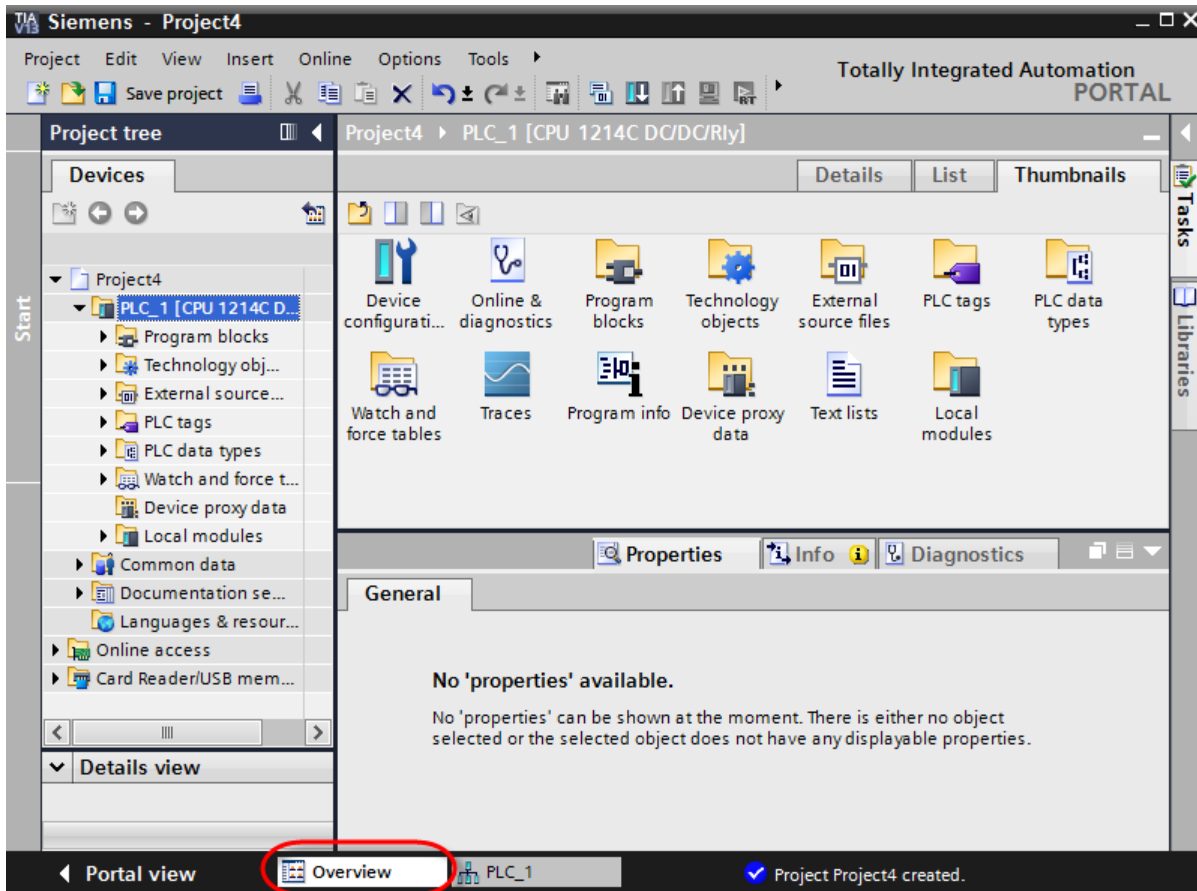 TIA V13 Siemens - Project4
Project Edit View Insert Online Options Tools
Totally Integrated Automation
PORTAL
Save project
Project tree
Project4 PLC_1 [CPU 1214C DC/DC/Rly]
Devices
Details List Thumbnails
Start
Project4
PLC_1 [CPU 1214C D...
Program blocks
Technology obj...
External source...
PLC tags
PLC data types
Watch and force t...
Device proxy data
Local modules
Common data
Documentation se...
Languages & resour...
Online access
Card Reader/USB mem...
Details view
Device configurati...
Online & diagnostics
Program blocks
Technology objects
External source files
PLC tags
PLC data types
Watch and force tables
Traces
Program info
Device proxy data
Text lists
Local modules
Tasks
Libraries
Properties Info Diagnostics
General
No 'properties' available.
No 'properties' can be shown at the moment. There is either no object
selected or the selected object does not have any displayable properties.
Portal view Overview PLC_1 Project Project4 created.